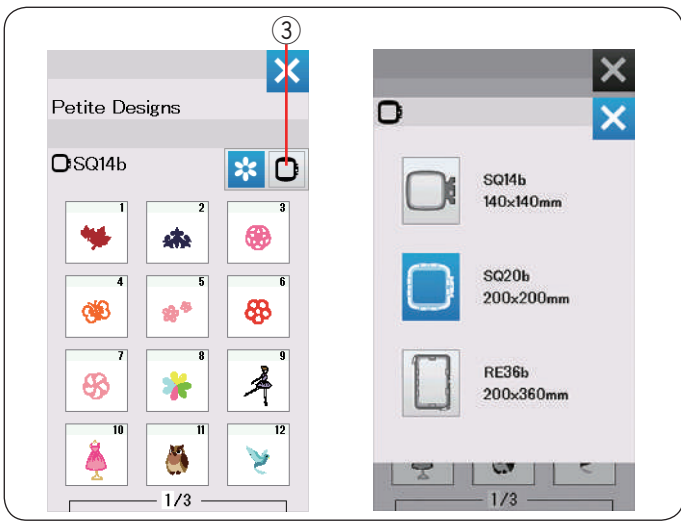 ③
Petite Designs
SQ14b
1 2 3
4 5 6
7 8 9
10 11 12
1/3
SQ14b
140x140mm
SQ20b
200x200mm
RE36b
200x360mm
1/3